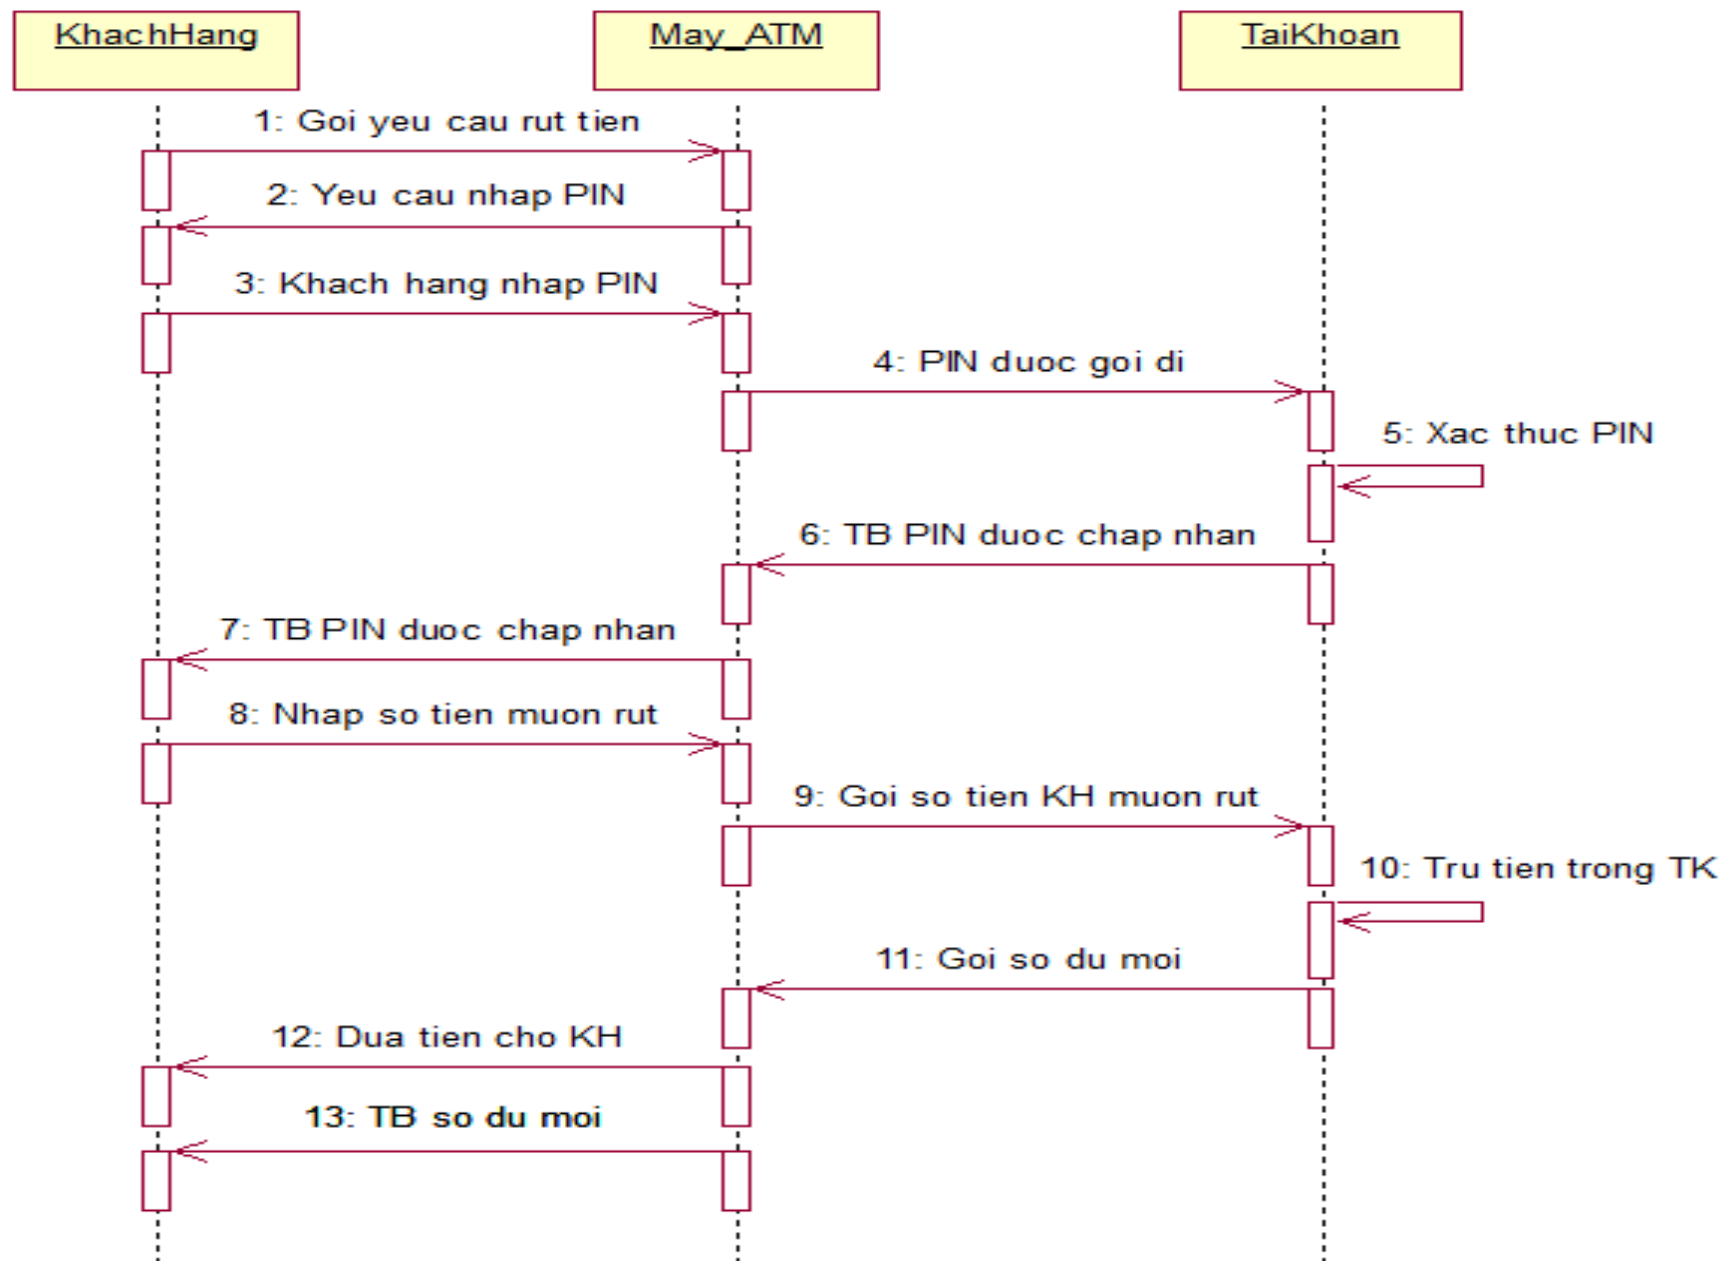 KhachHang
May_ATM
TaiKhoan
1: Goi yeu cau rut tien
2: Yeu cau nhap PIN
3: Khach hang nhap PIN
4: PIN duoc goi di
5: Xac thuc PIN
6: TB PIN duoc chap nhan
7: TB PIN duoc chap nhan
8: Nhap so tien muon rut
9: Goi so tien KH muon rut
10: Tru tien trong TK
11: Goi so du moi
12: Dua tien cho KH
13: TB so du moi